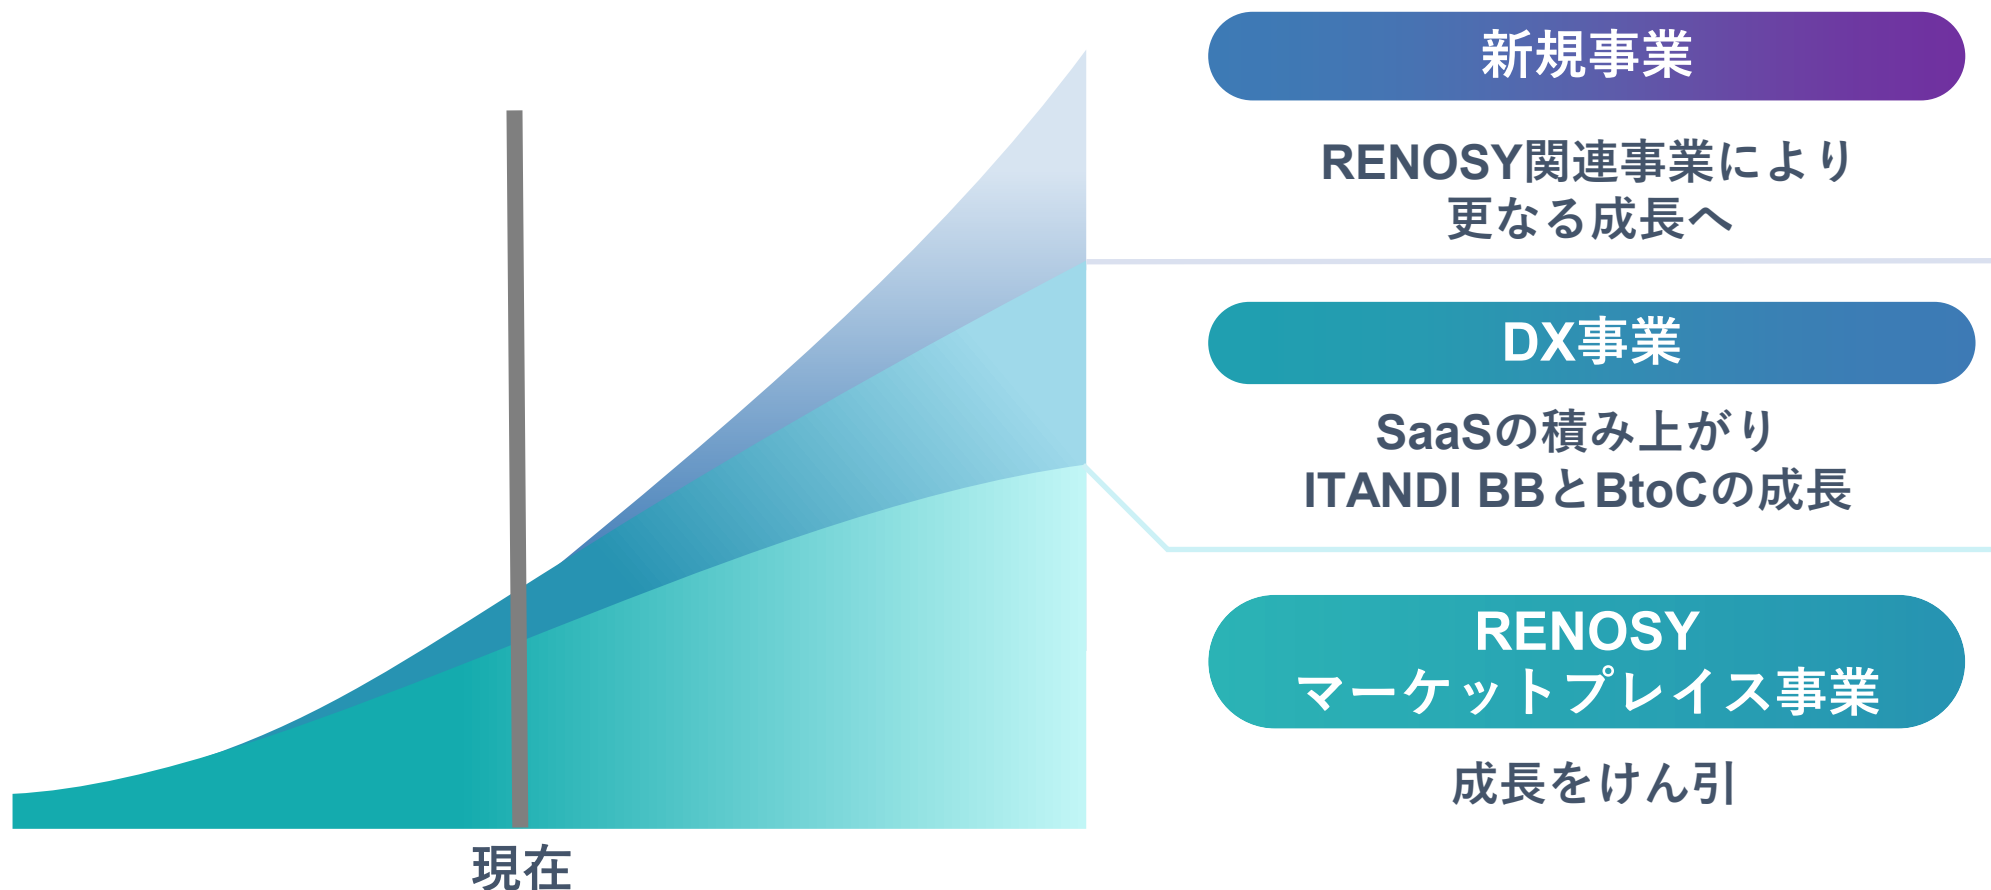 新規事業
RENOSY関連事業により
更なる成長へ
DX事業
SaaSの積み上がり
ITANDI BBとBtoCの成長
RENOSY
マーケットプレイス事業
成長をけん引
現在